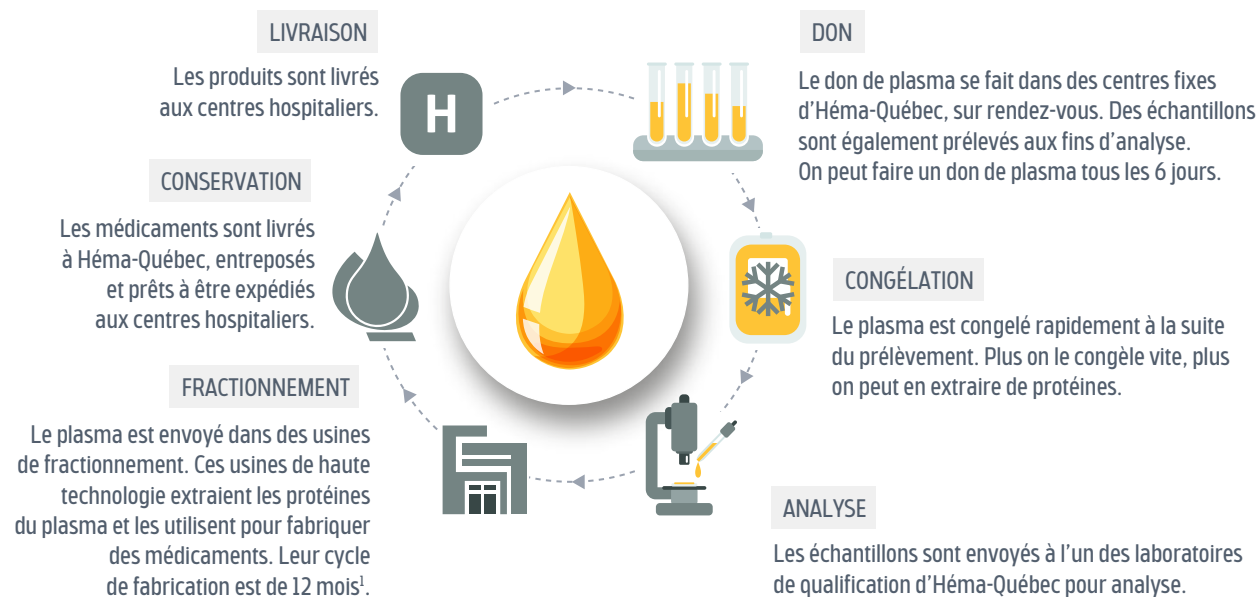 LIVRAISON
Les produits sont livrés
aux centres hospitaliers.
H
DON
Le don de plasma se fait dans des centres fixes
d’Héma-Québec, sur rendez-vous. Des échantillons
sont également prélevés aux fins d’analyse.
On peut faire un don de plasma tous les 6 jours.
CONSERVATION
Les médicaments sont livrés
à Héma-Québec, entreposés
et prêts à être expédiés
aux centres hospitaliers.
CONGÉLATION
Le plasma est congelé rapidement à la suite
du prélèvement. Plus on le congèle vite, plus
on peut en extraire de protéines.
FRACTIONNEMENT
Le plasma est envoyé dans des usines
de fractionnement. Ces usines de haute
technologie extraient les protéines
du plasma et les utilisent pour fabriquer
des médicaments. Leur cycle
de fabrication est de 12 mois¹.
ANALYSE
Les échantillons sont envoyés à l’un des laboratoires
de qualification d’Héma-Québec pour analyse.